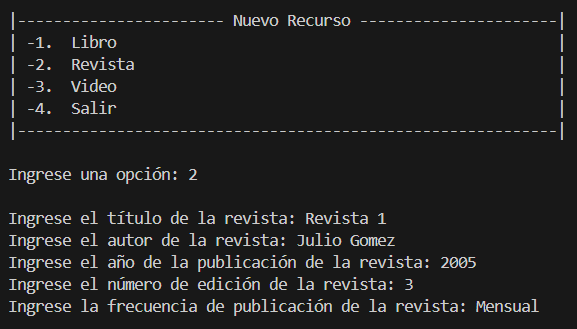 |----------------------- Nuevo Recurso ----------------------|
| -1.  Libro                                                 |
| -2.  Revista                                               |
| -3.  Video                                                 |
| -4.  Salir                                                 |
|------------------------------------------------------------|
Ingrese una opción: 2
Ingrese el título de la revista: Revista 1
Ingrese el autor de la revista: Julio Gomez
Ingrese el año de la publicación de la revista: 2005
Ingrese el número de edición de la revista: 3
Ingrese la frecuencia de publicación de la revista: Mensual